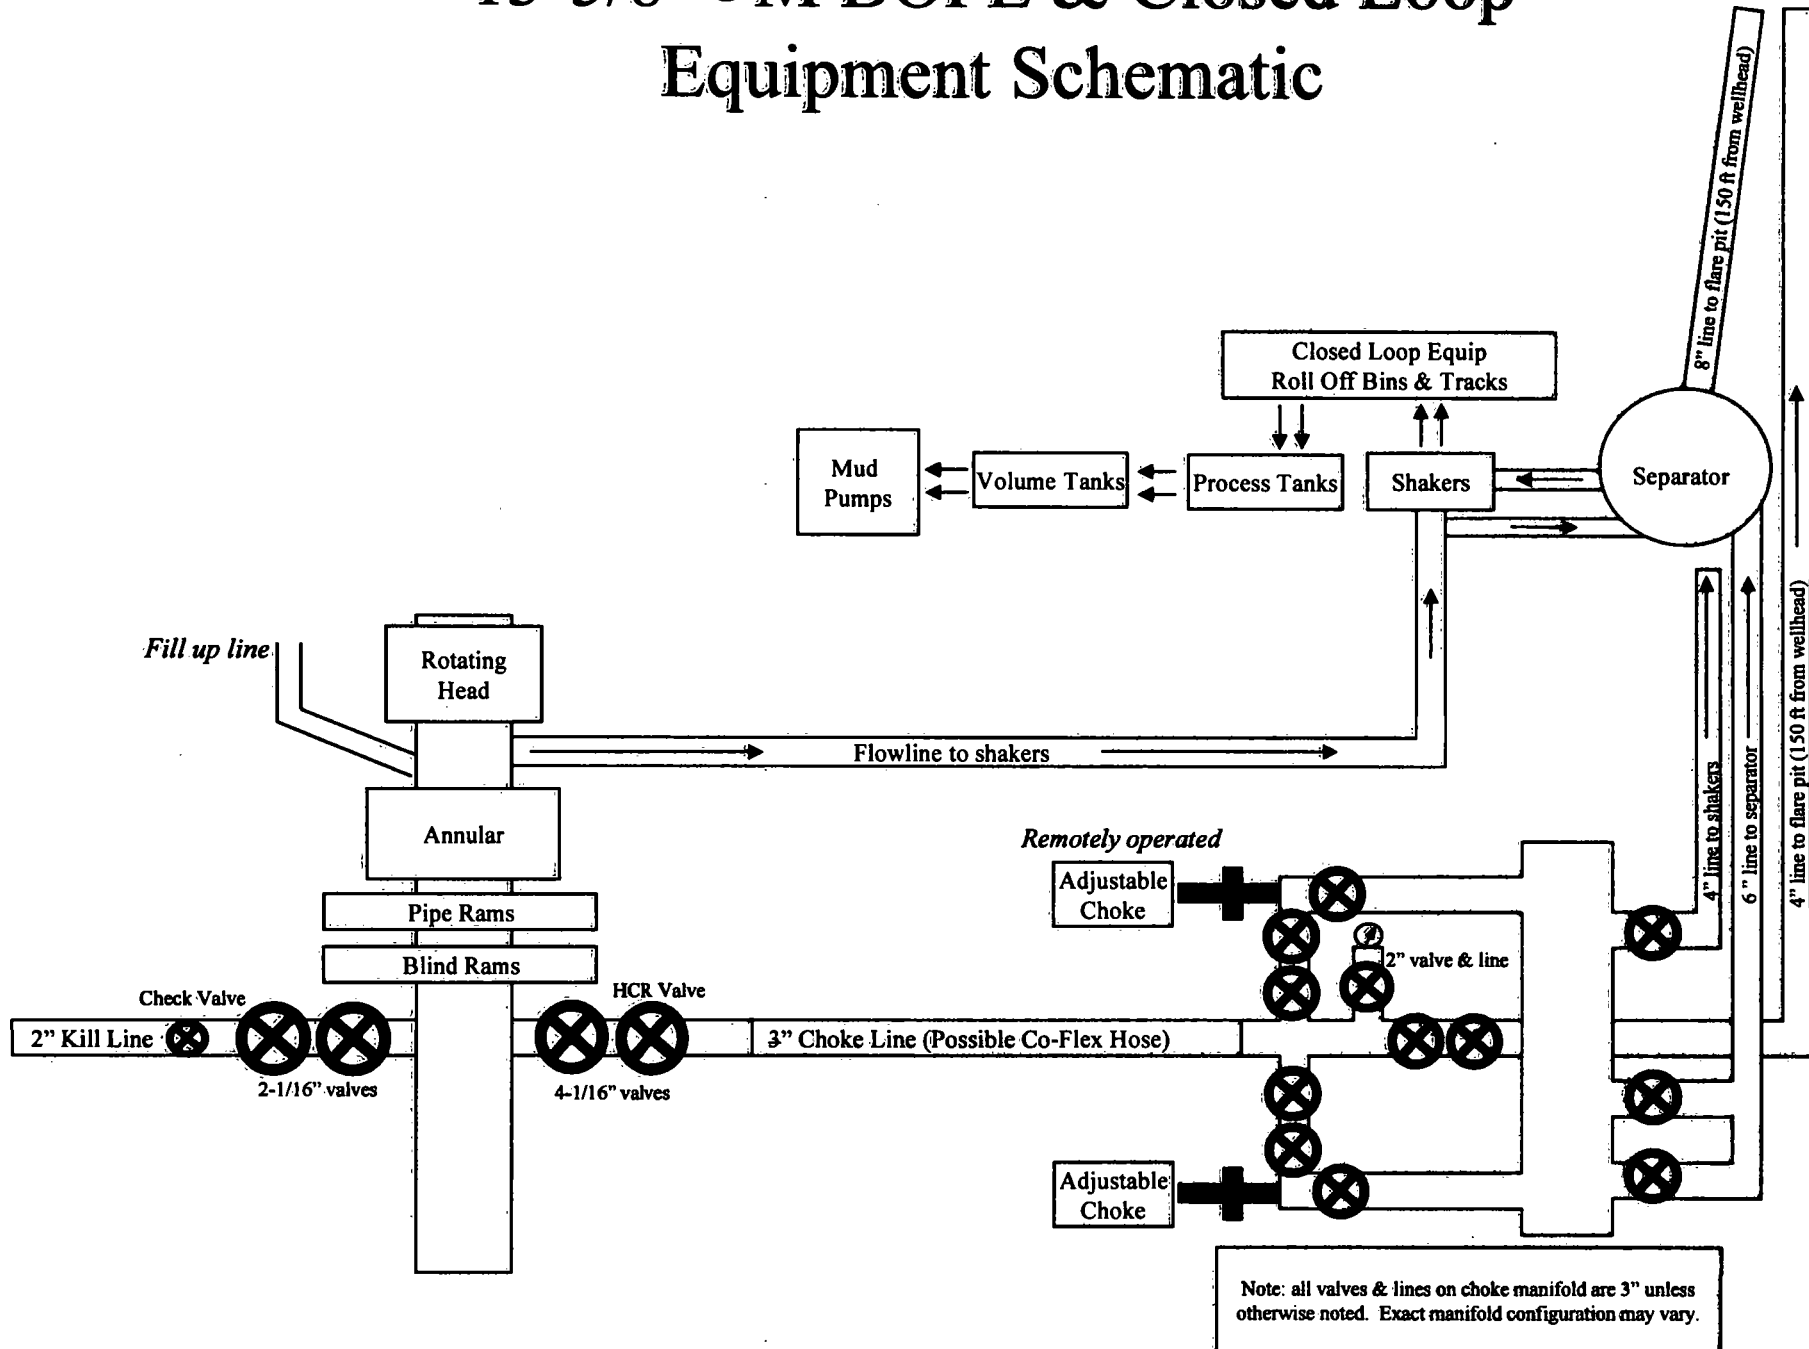 BOPE & Closed Loop
Equipment Schematic
8" line to flare pit (150 ft from wellhead)
Closed Loop Equip
Roll Off Bins & Tracks
Mud
Pumps
Volume Tanks
Process Tanks
Shakers
Separator
Fill up line
Rotating
Head
Flowline to shakers
Annular
Pipe Rams
Blind Rams
Check Valve
HCR Valve
2" Kill Line
3" Choke Line (Possible Co-Flex Hose)
2-1/16" valves
4-1/16" valves
Remotely operated
Adjustable
Choke
2" valve & line
Adjustable
Choke
4" line to shakers
6 " line to separator
4" line to flare pit (150 ft from wellhead)
Note: all valves & lines on choke manifold are 3" unless
otherwise noted. Exact manifold configuration may vary.